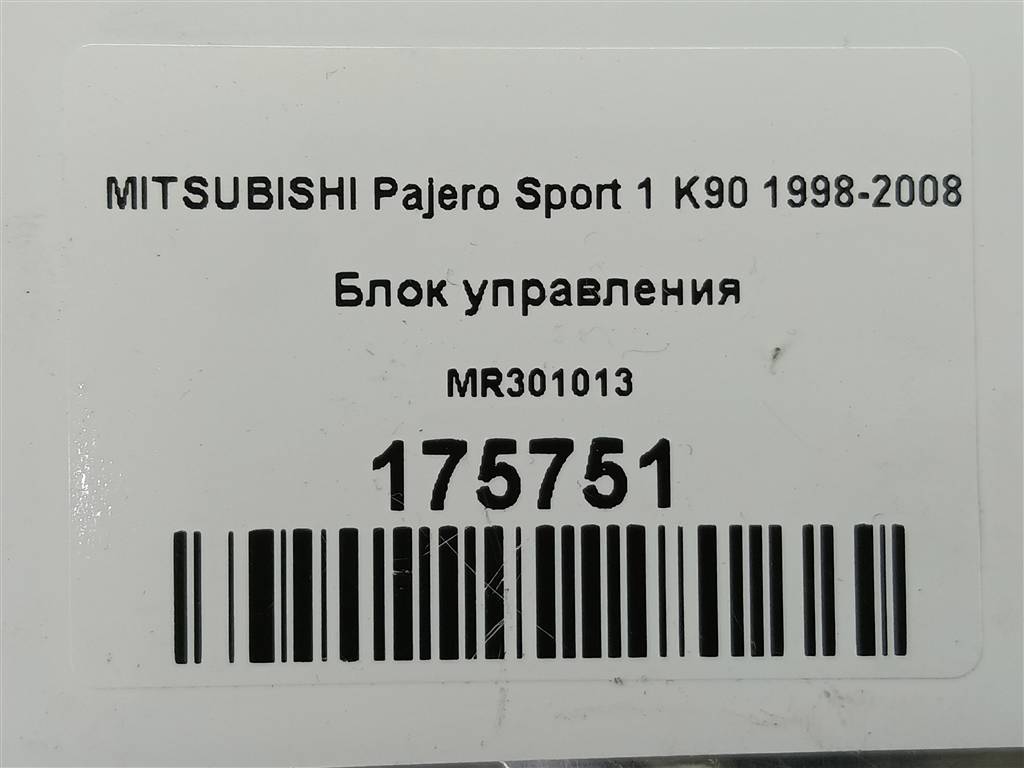 MITSUBISHI Pajero Sport 1 K90 1998-2008
Блок управления
MR301013
175751